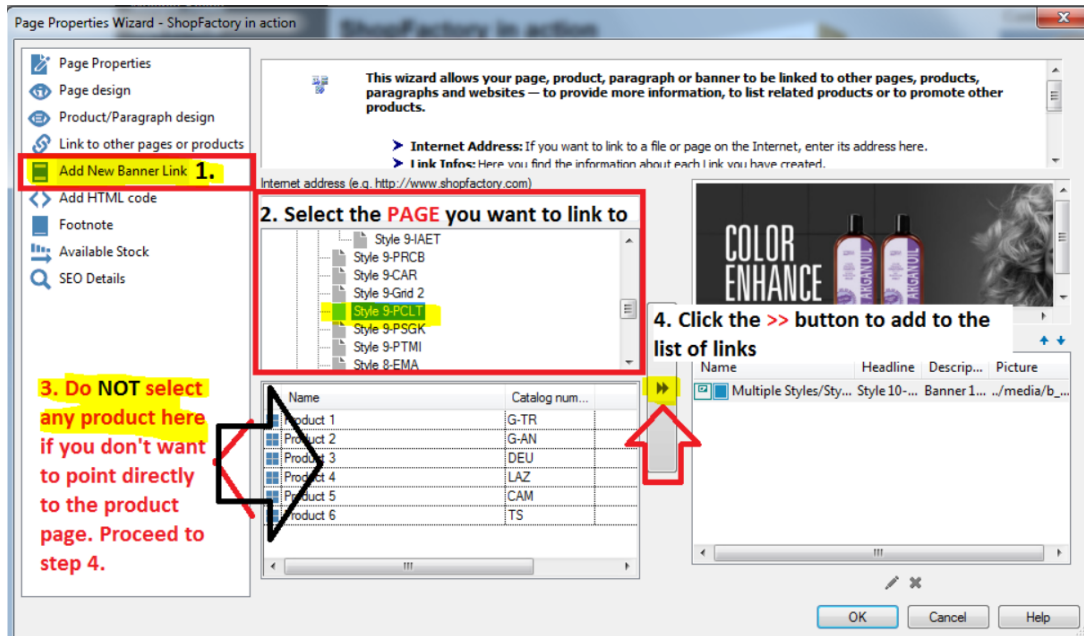 ShopFactory in action
Page Properties Wizard - ShopFactory in action
Page Properties
Page design
Product/Paragraph design
Link to other pages or products
Add New Banner Link 1.
Add HTML code
Footnote
Available Stock
SEO Details
This wizard allows your page, product, paragraph or banner to be linked to other pages, products,
paragraphs and websites — to provide more information, to list related products or to promote other
products.
Internet Address: If you want to link to a file or page on the Internet, enter its address here.
Link Infos: Here you find the information about each Link you have created.
Internet address (e.g. http://www.shopfactory.com)
2. Select the PAGE you want to link to
Style 9-IAET
Style 9-PRCB
Style 9-CAR
Style 9-Grid 2
Style 9-PCLT
Style 9-PSGK
Style 9-PTMI
Style 8-EMA
COLOR
ENHANCE
ARGAN OIL
ARGAN OIL
4. Click the >> button to add to the
list of links
3. Do NOT select
any product here
if you don't want
to point directly
to the product
page. Proceed to
step 4.
Name Catalog num...
Product 1 G-TR
Product 2 G-AN
Product 3 DEU
Product 4 LAZ
Product 5 CAM
Product 6 TS
Name Headline Descrip... Picture
Multiple Styles/Sty... Style 10-... Banner 1... ../media/b_...
OK Cancel Help